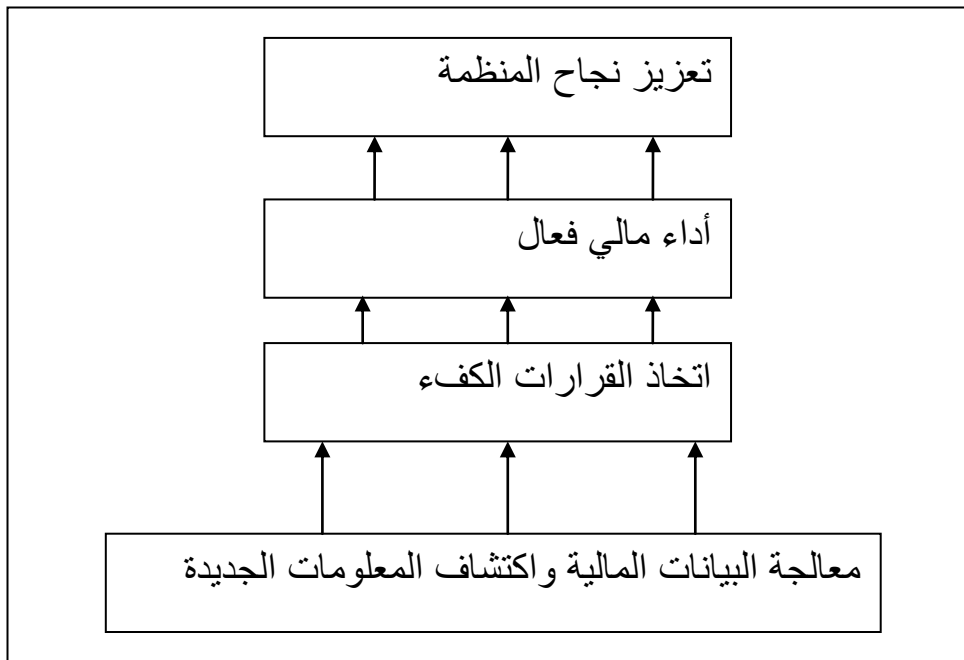 تعزيز نجاح المنظمة
أداء مالي فعال
اتخاذ القرارات الكفء
معالجة البيانات المالية واكتشاف المعلومات الجديدة